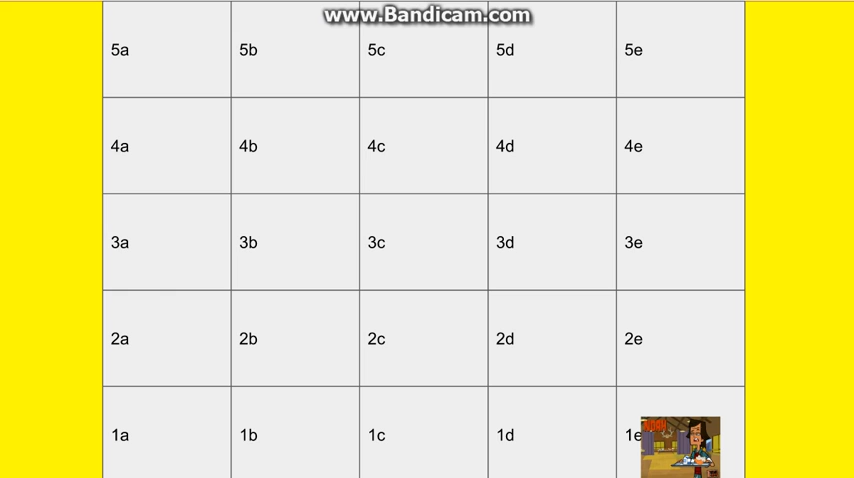 www.Bandicam.com
5a 5b 5c 5d 5e
4a 4b 4c 4d 4e
3a 3b 3c 3d 3e
2a 2b 2c 2d 2e
1a 1b 1c 1d 1e
NOAH